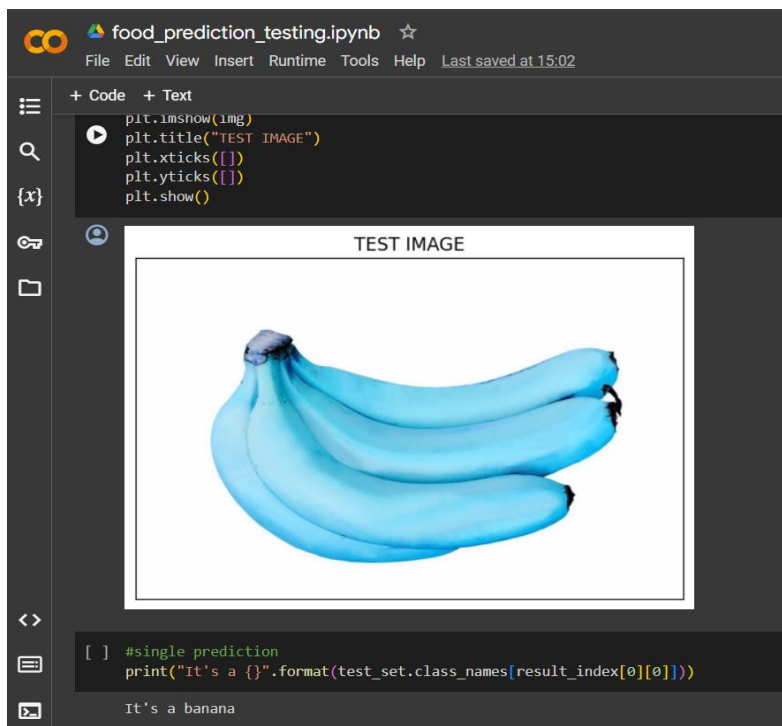 food_prediction_testing.ipynb
File Edit View Insert Runtime Tools Help Last saved at 15:02
+ Code + Text
plt.imshow(img)
plt.title("TEST IMAGE")
plt.xticks([])
plt.yticks([])
plt.show()
{x}
TEST IMAGE
[ ] #single prediction
print("It's a {}".format(test_set.class_names[result_index[0][0]]))
It's a banana